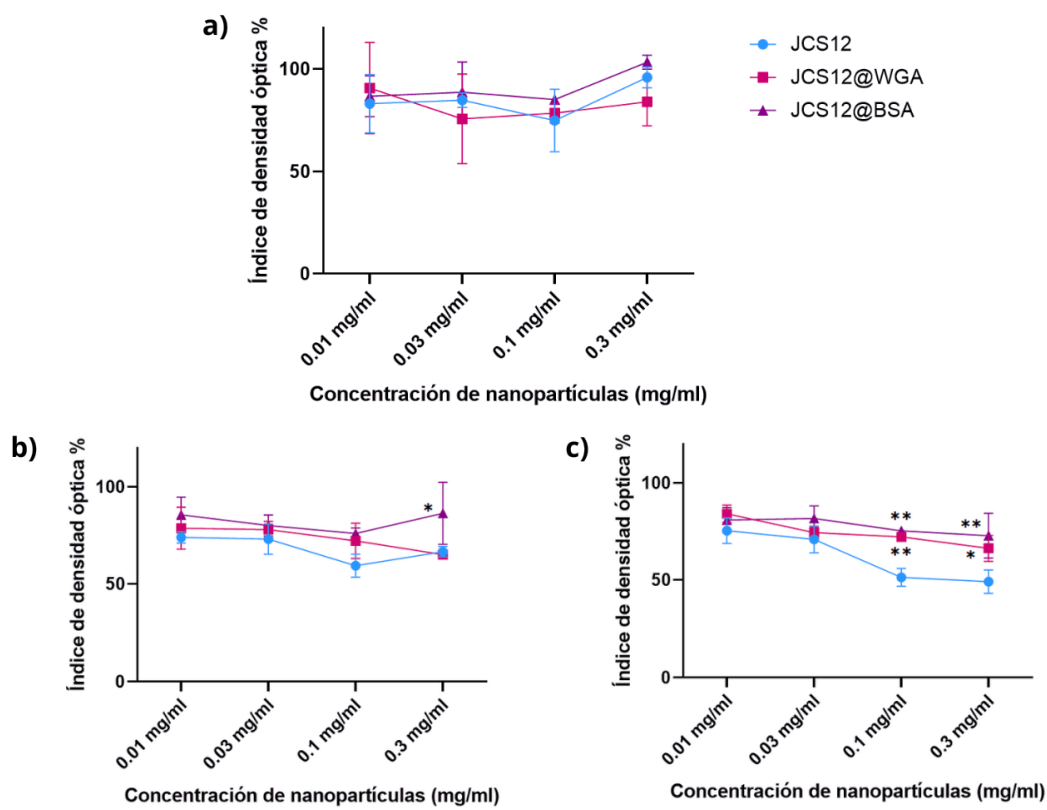 a)
Índice de densidad óptica %
100
50
0
0.01 mg/ml
0.03 mg/ml
0.1 mg/ml
0.3 mg/ml
Concentración de nanopartículas (mg/ml)
JCS12
JCS12@WGA
JCS12@BSA
b)
Índice de densidad óptica %
100
50
0
*
0.01 mg/ml
0.03 mg/ml
0.1 mg/ml
0.3 mg/ml
Concentración de nanopartículas (mg/ml)
c)
Índice de densidad óptica %
100
50
0
**
**
**
*
0.01 mg/ml
0.03 mg/ml
0.1 mg/ml
0.3 mg/ml
Concentración de nanopartículas (mg/ml)